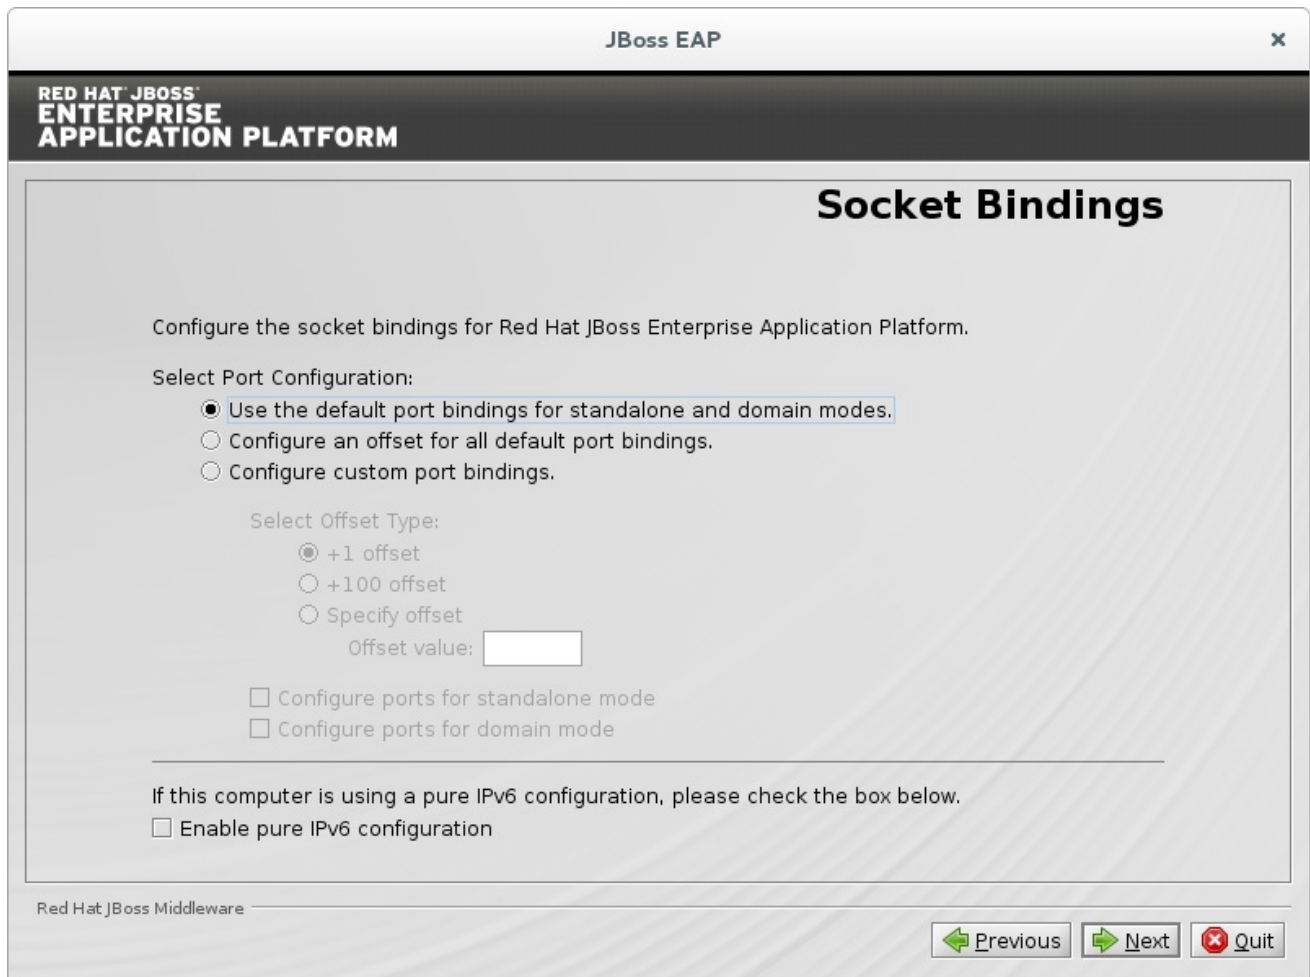 JBoss EAP
RED HAT JBOSS
ENTERPRISE
APPLICATION PLATFORM
Socket Bindings
Configure the socket bindings for Red Hat JBoss Enterprise Application Platform.
Select Port Configuration:
Use the default port bindings for standalone and domain modes.
Configure an offset for all default port bindings.
Configure custom port bindings.
Select Offset Type:
+1 offset
+100 offset
Specify offset
Offset value:
Configure ports for standalone mode
Configure ports for domain mode
If this computer is using a pure IPv6 configuration, please check the box below.
Enable pure IPv6 configuration
Red Hat JBoss Middleware
Previous Next Quit